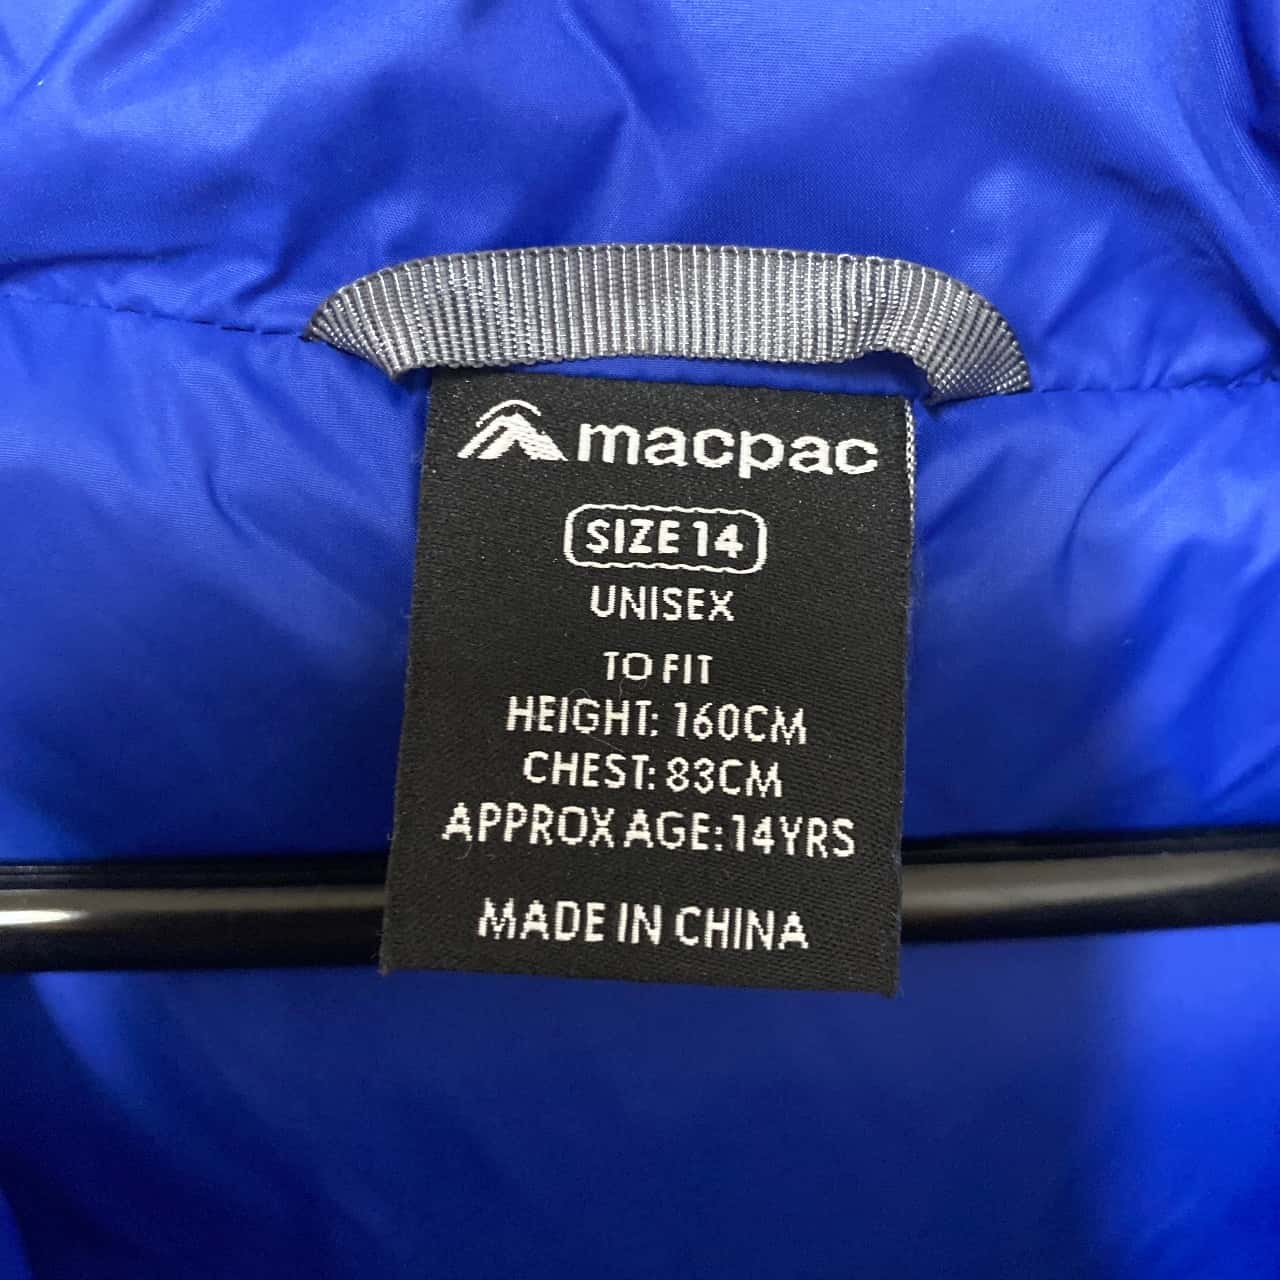 macpac
SIZE 14
UNISEX
TO FIT
HEIGHT: 160CM
CHEST: 83CM
APPROX AGE: 14YRS
MADE IN CHINA